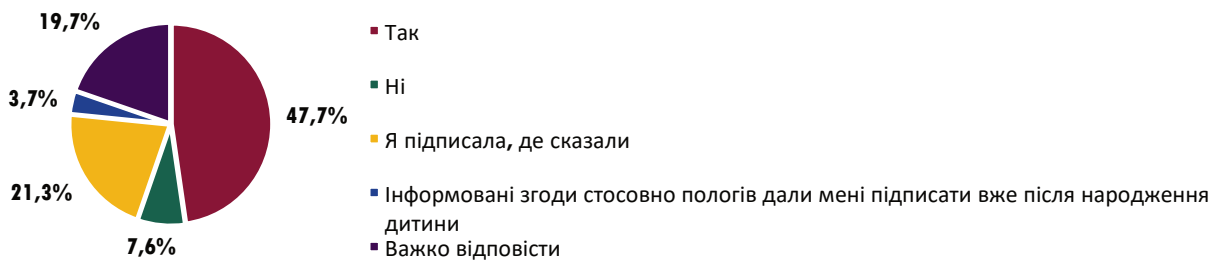 19,7%
3,7%
21,3%
7,6%
47,7%
Так
Ні
Я підписала, де сказали
Інформовані згоди стосовно пологів дали мені підписати вже після народження
дитини
Важко відповісти